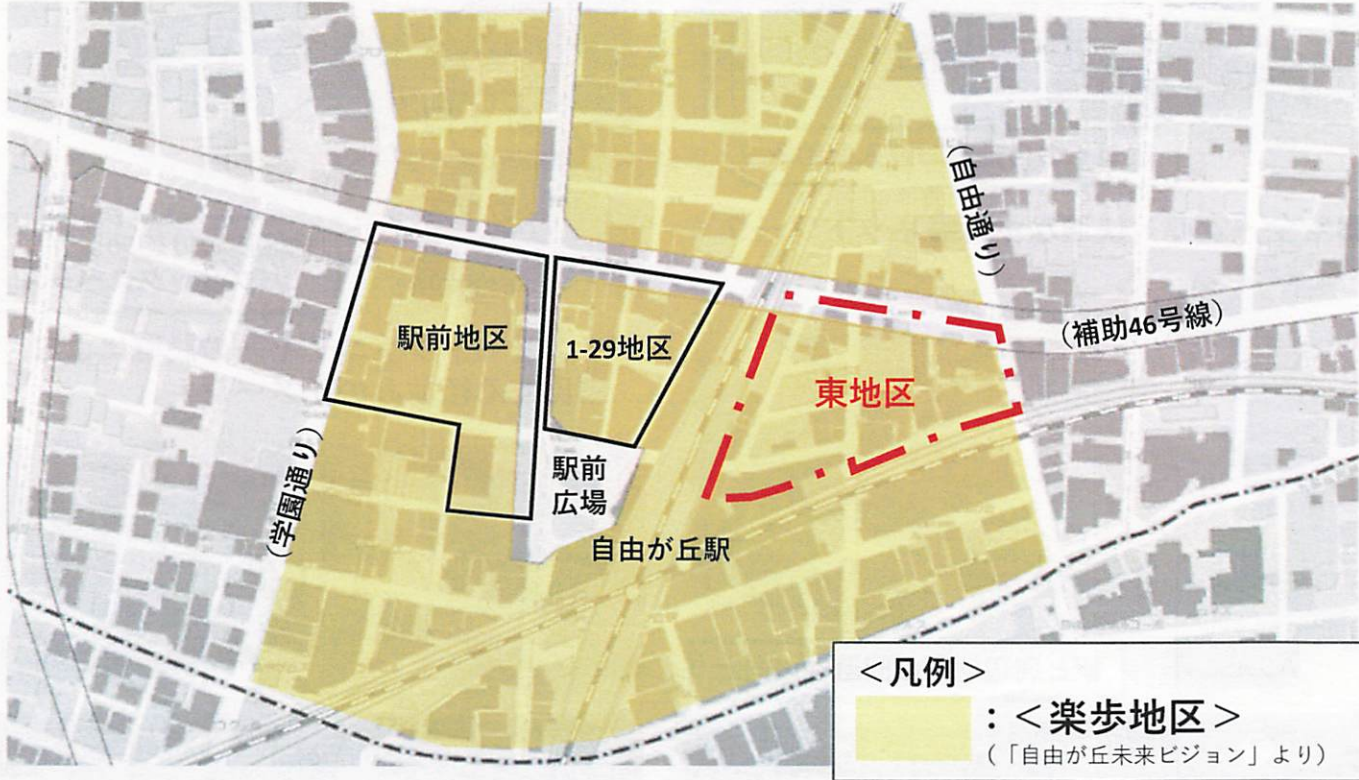 (自由通り)
(補助46号線)
駅前地区
1-29地区
東地区
駅前
広場
(学園通り)
自由が丘駅
＜凡例＞
：＜楽歩地区＞
(「自由が丘未来ビジョン」より)